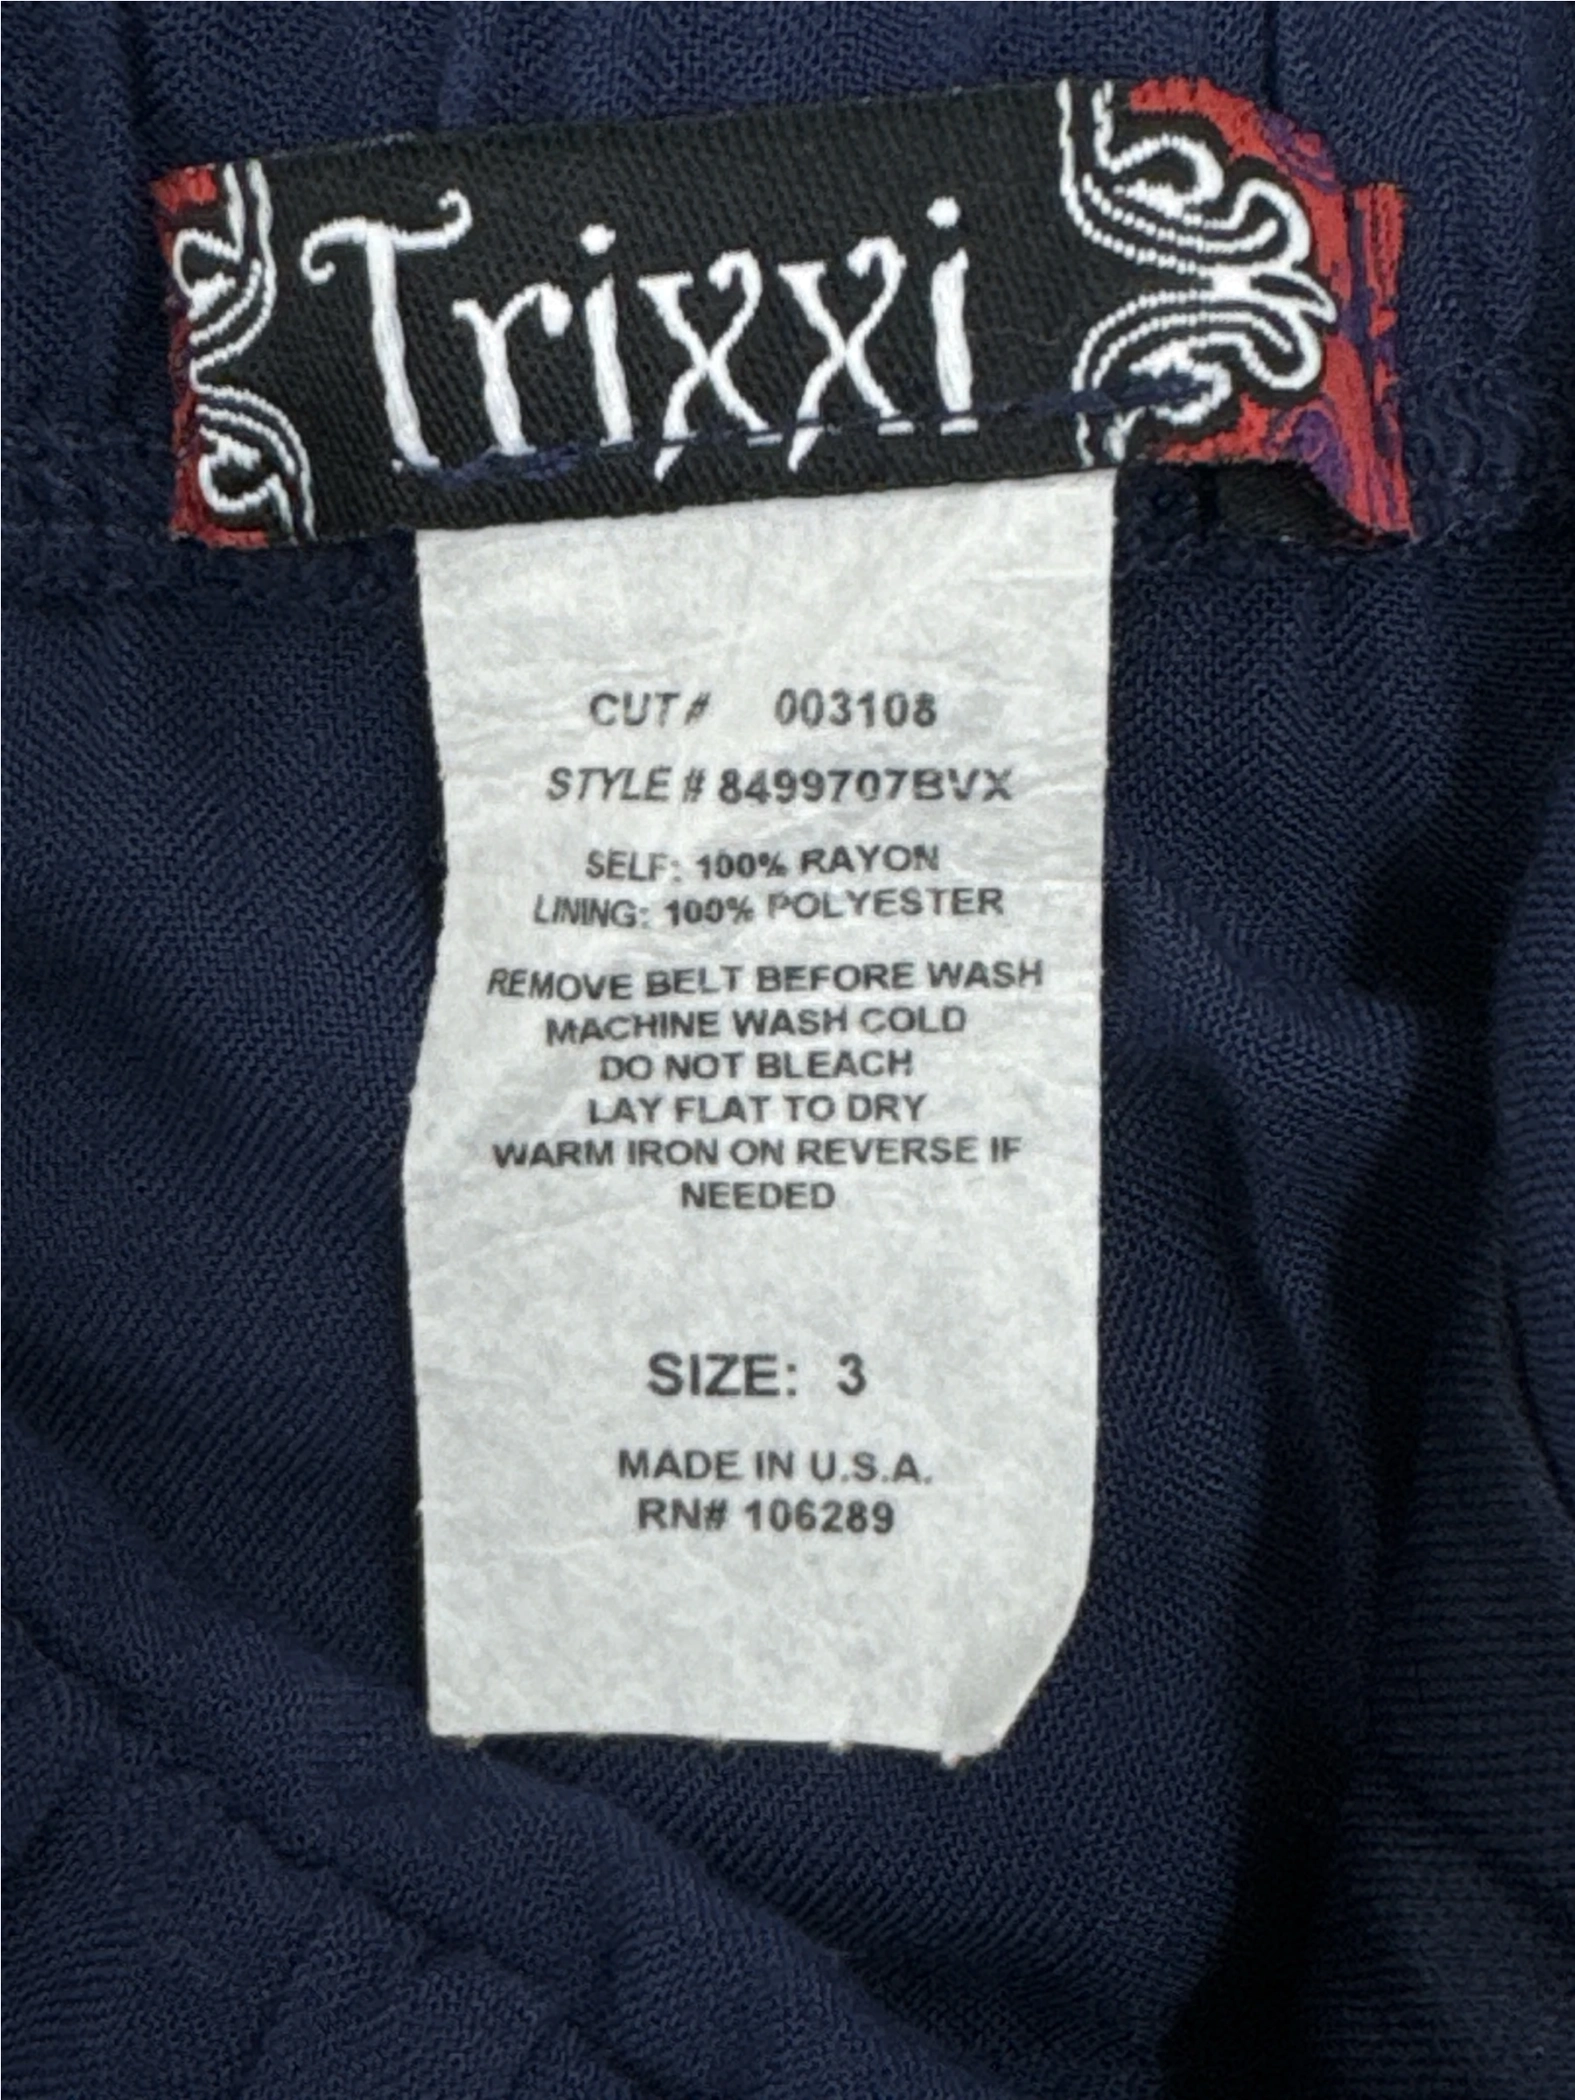 Trixxi
CUT# 003108
STYLE # 8499707BVX
SELF: 100% RAYON
LINING: 100% POLYESTER
REMOVE BELT BEFORE WASH
MACHINE WASH COLD
DO NOT BLEACH
LAY FLAT TO DRY
WARM IRON ON REVERSE IF
NEEDED
SIZE: 3
MADE IN U.S.A.
RN# 106289